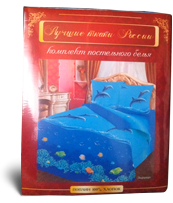 Лучшие ткани России
комплект постельного белья